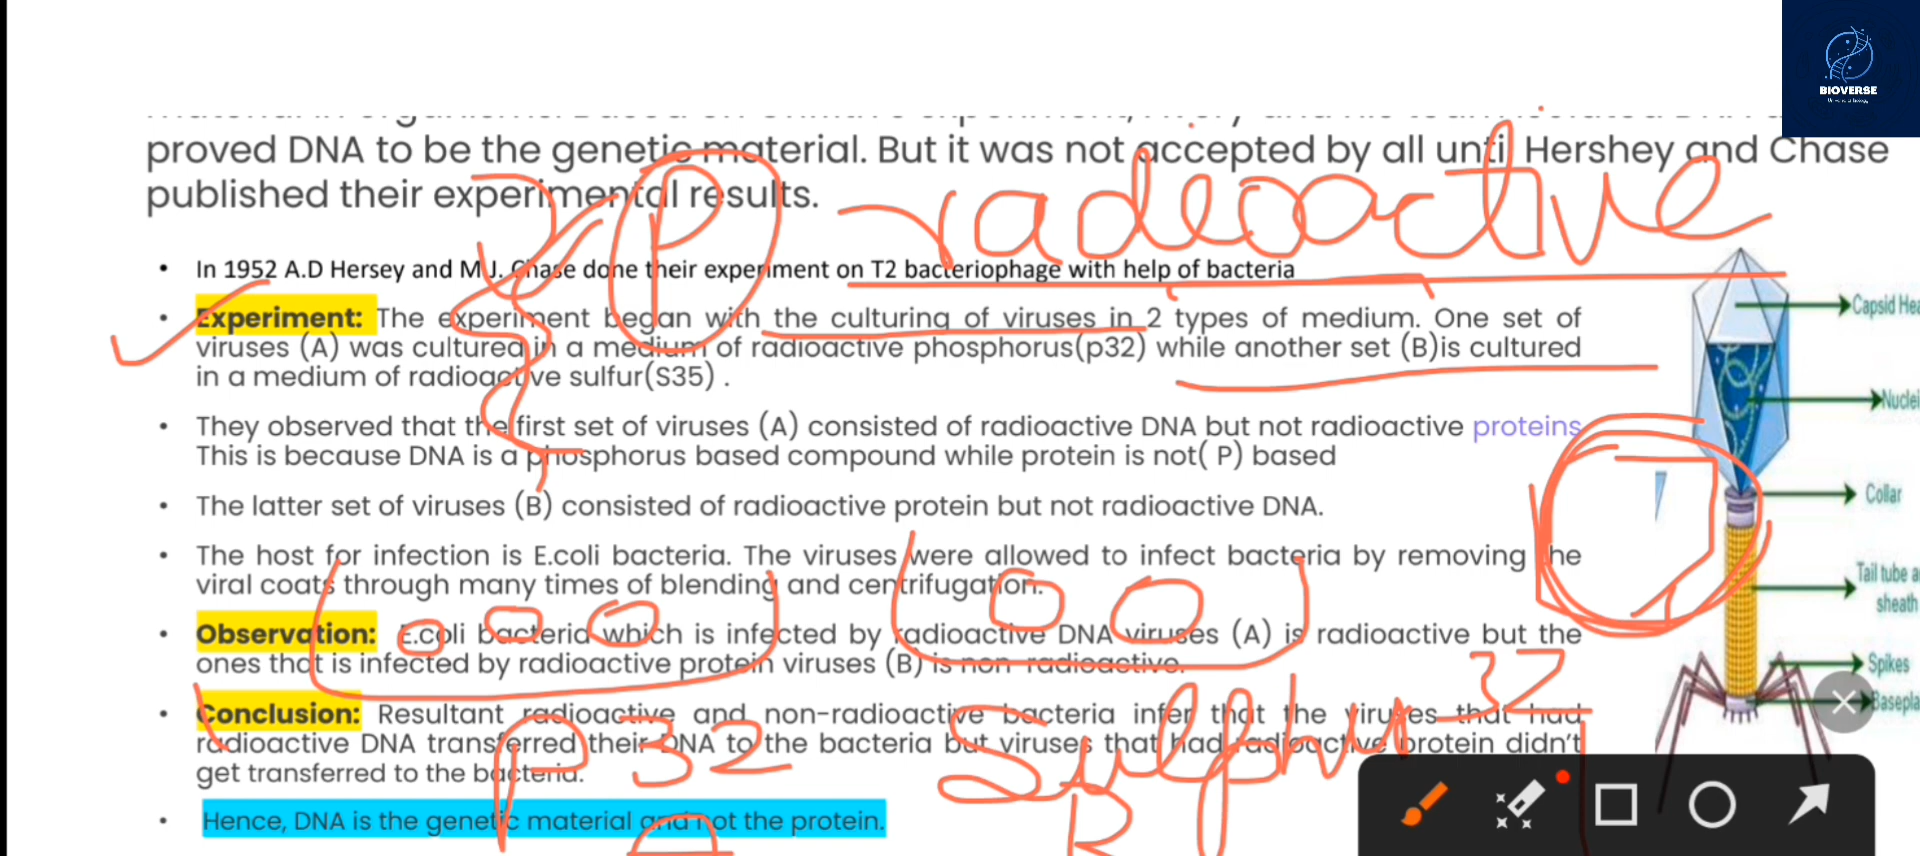 BIOVERSE
proved DNA to be the genetic material. But it was not accepted by all until Hershey and Chase
published their experimental results.
P radeoactive
• In 1952 A.D Hersey and M.J. Chase done their experiment on T2 bacteriophage with help of bacteria
• Experiment: The experiment began with the culturing of viruses in 2 types of medium. One set of
viruses (A) was cultured in a medium of radioactive phosphorus(p32) while another set (B)is cultured
in a medium of radioactive sulfur(S35) .
• They observed that the first set of viruses (A) consisted of radioactive DNA but not radioactive proteins
This is because DNA is a phosphorus based compound while protein is not( P) based
• The latter set of viruses (B) consisted of radioactive protein but not radioactive DNA.
• The host for infection is E.coli bacteria. The viruses were allowed to infect bacteria by removing the
viral coats through many times of blending and centrifugation.
• Observation: E.coli bacteria which is infected by radioactive DNA viruses (A) is radioactive but the
ones that is infected by radioactive protein viruses (B) is non-radioactive.
• Conclusion: Resultant radioactive and non-radioactive bacteria infer that the viruses that had
radioactive DNA transferred their DNA to the bacteria but viruses that had radioactive protein didn't
get transferred to the bacteria.
• Hence, DNA is the genetic material and not the protein.
P32
32
B
Capsid Hea
Nuclei
Collar
Tail tube a
sheath
Spikes
Basepla